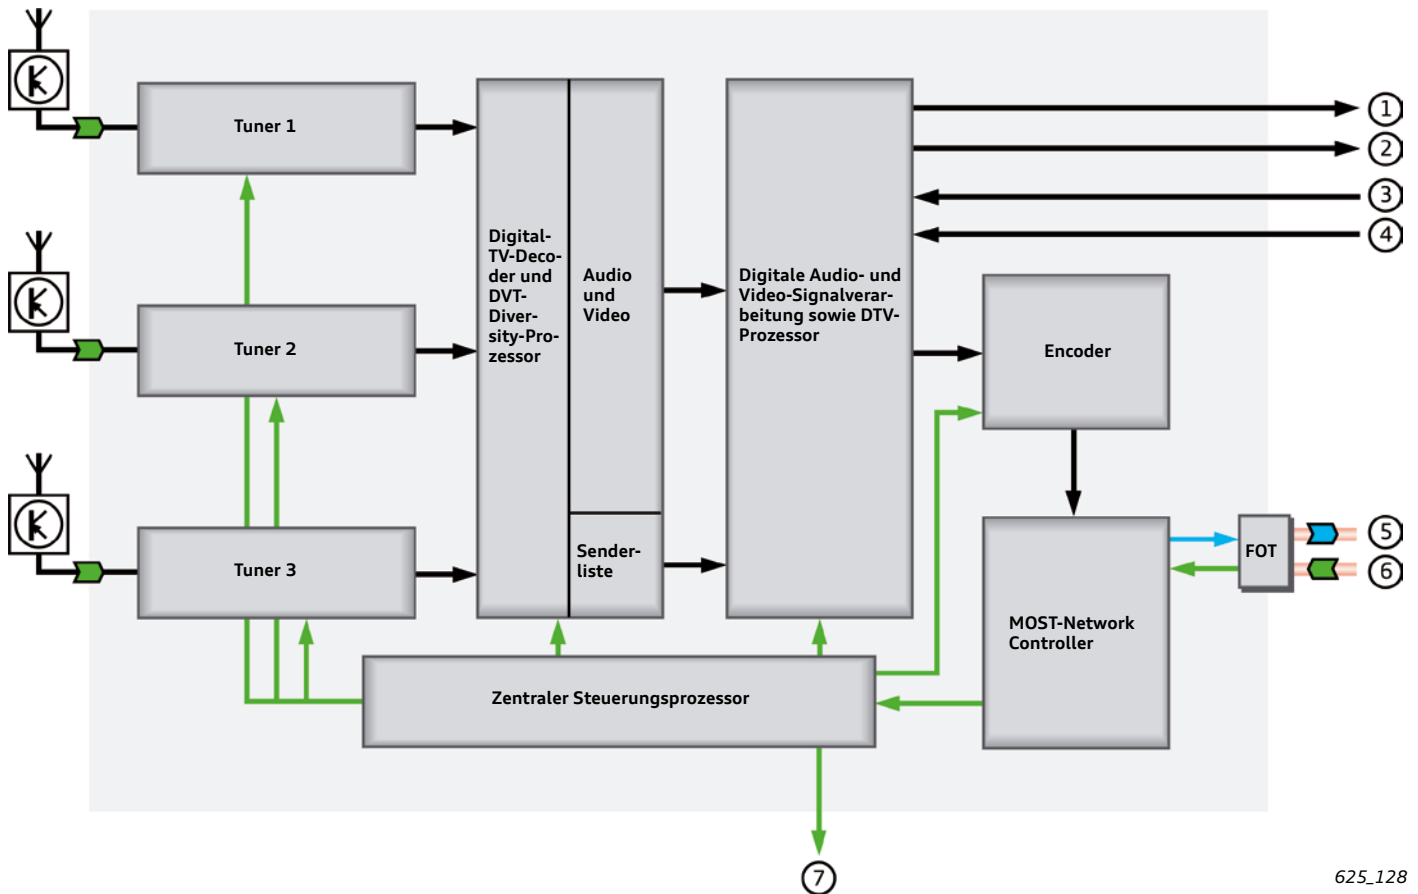 Tuner 1
Tuner 2
Tuner 3
Digital-
TV-Deco-
der und
DVT-
Diver-
sity-Pro-
zessor
Audio
und
Video
Sender-
liste
Digitale Audio- und
Video-Signalverar-
beitung sowie DTV-
Prozessor
1
2
3
4
Encoder
MOST-Network
Controller
FOT
5
6
Zentraler Steuerungsprozessor
7
625_128